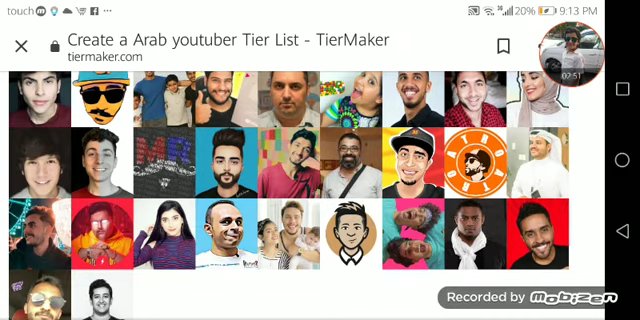 touch
20%
9:13 PM
Create a Arab youtuber Tier List - TierMaker
tiermaker.com
02:51
Recorded by
mobizen